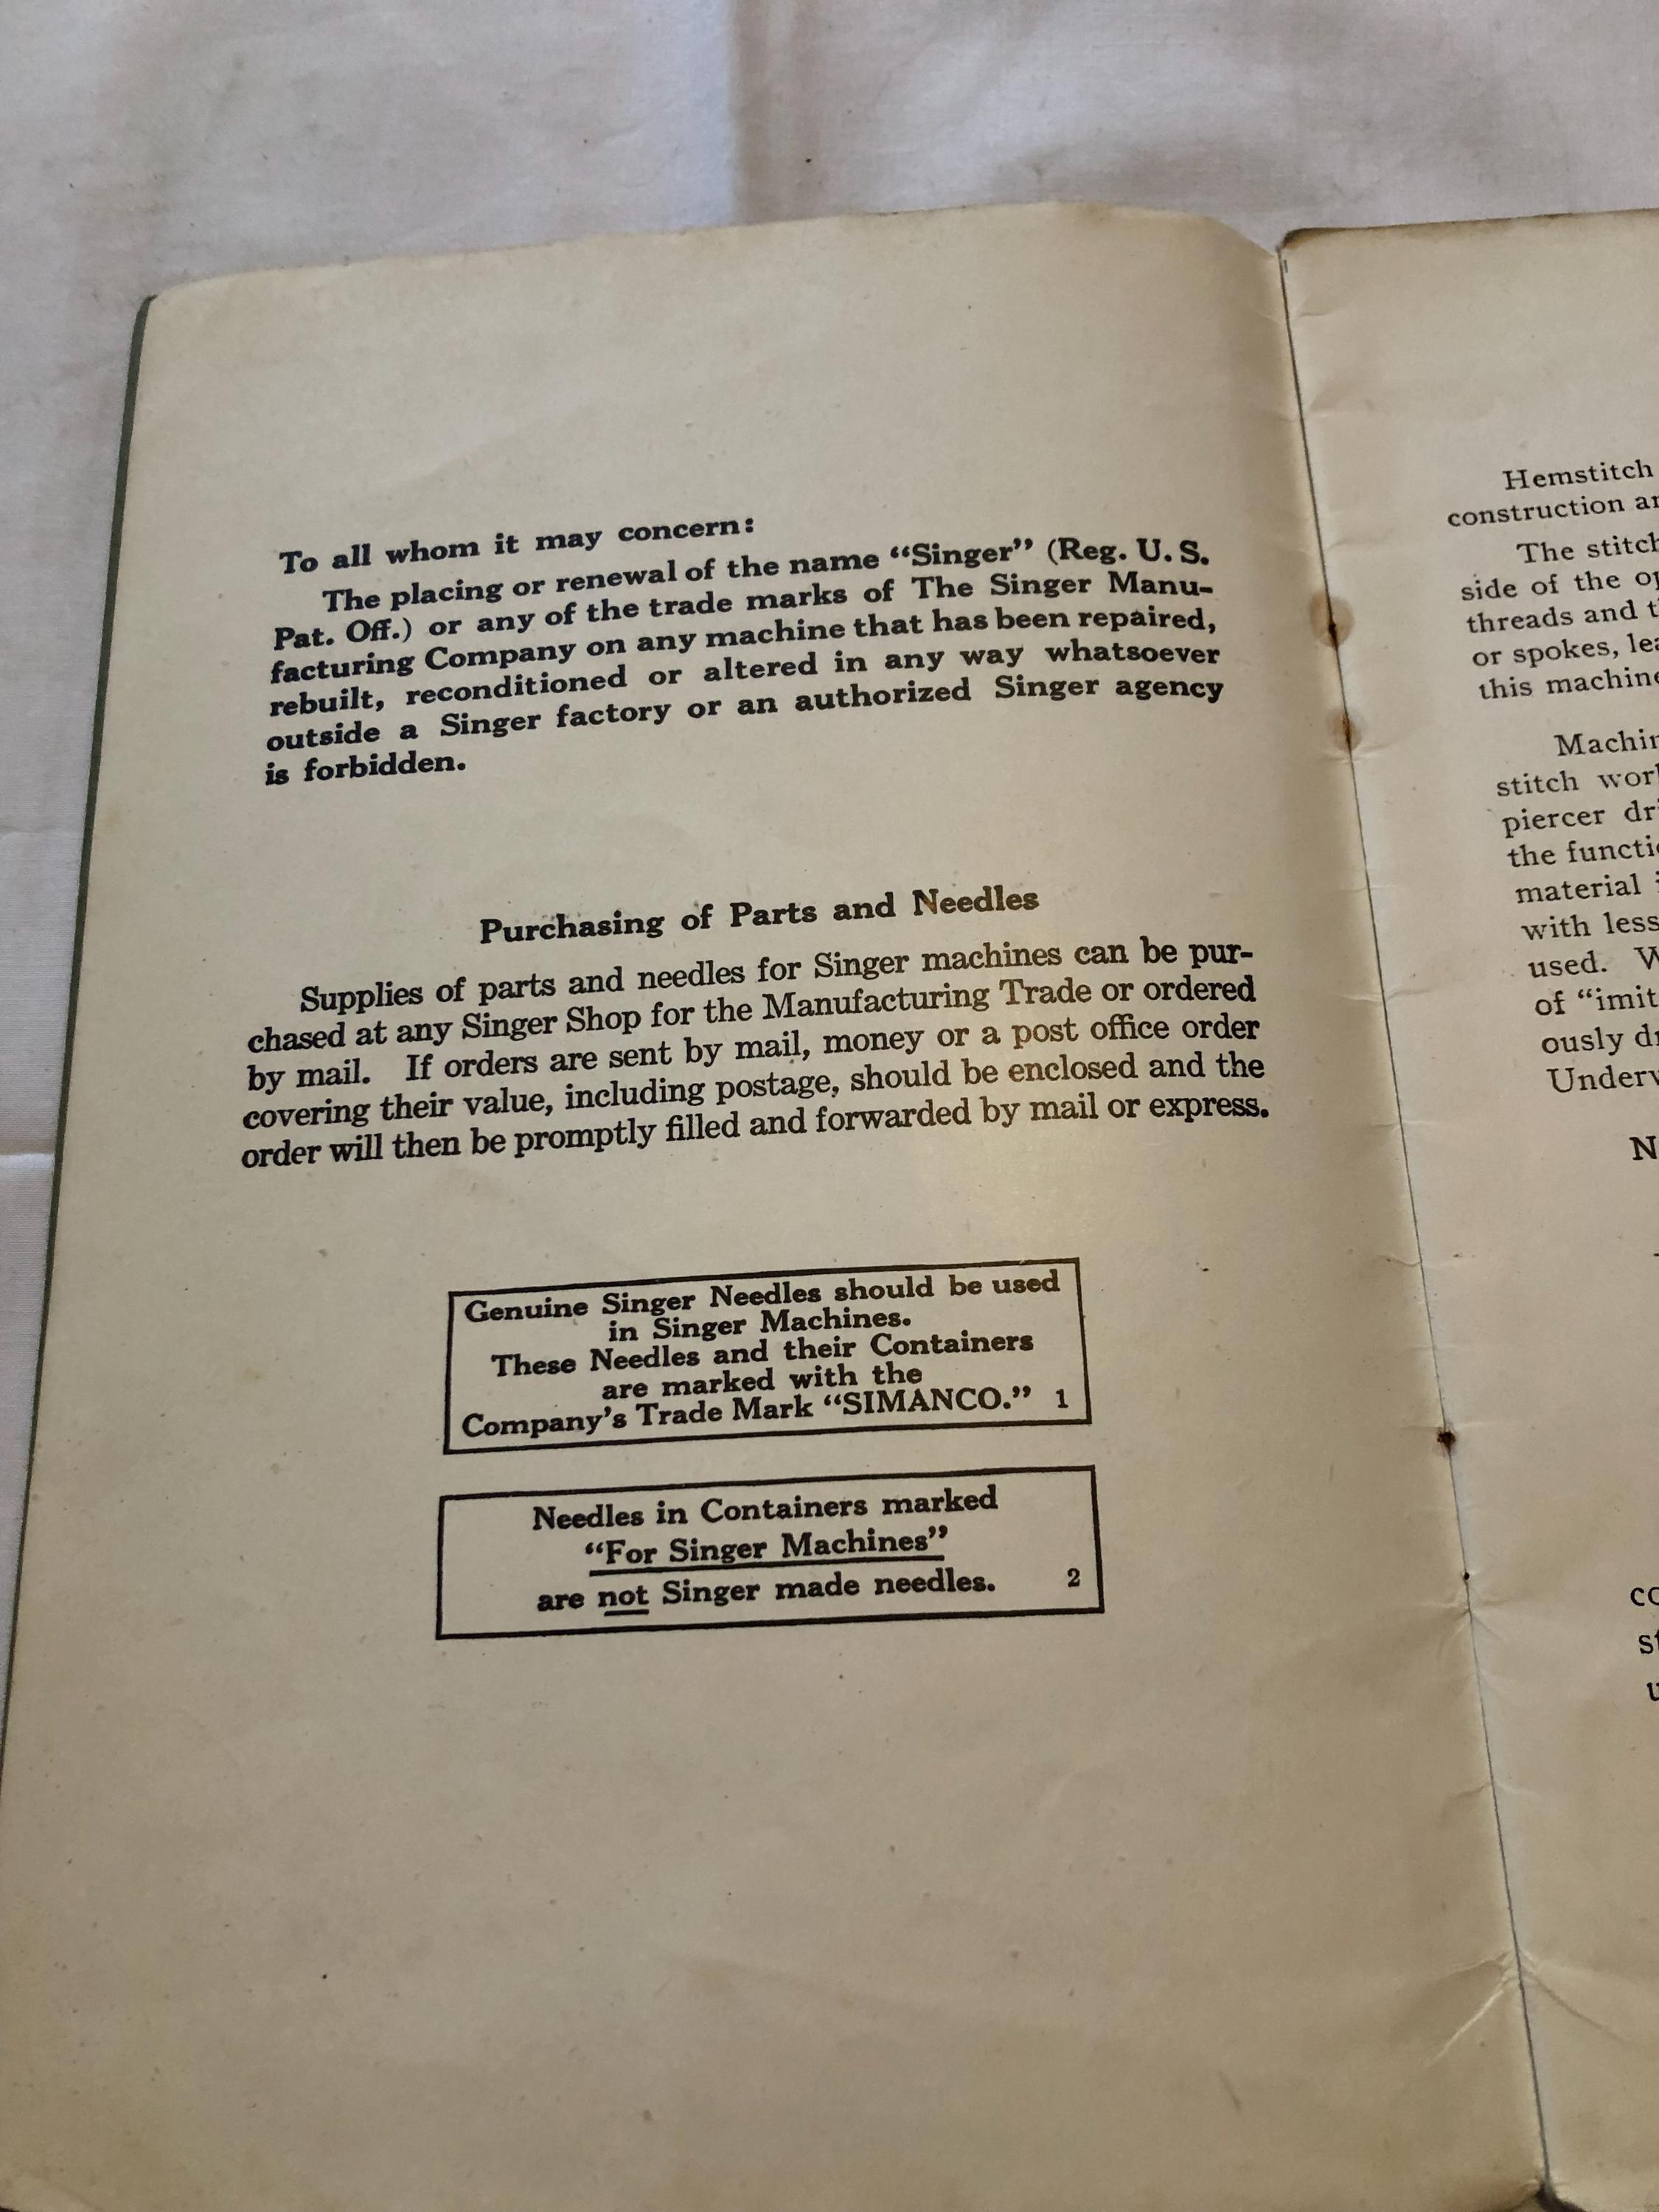 To all whom it may concern:
The placing or renewal of the name “Singer” (Reg. U. S.
Pat. Off.) or any of the trade marks of The Singer Manu-
facturing Company on any machine that has been repaired,
rebuilt, reconditioned or altered in any way whatsoever
outside a Singer factory or an authorized Singer agency
is forbidden.
Purchasing of Parts and Needles
Supplies of parts and needles for Singer machines can be pur-
chased at any Singer Shop for the Manufacturing Trade or ordered
by mail. If orders are sent by mail, money or a post office order
covering their value, including postage, should be enclosed and the
order will then be promptly filled and forwarded by mail or express.
Genuine Singer Needles should be used
in Singer Machines.
These Needles and their Containers
are marked with the
Company’s Trade Mark “SIMANCO.” 1
Needles in Containers marked
“For Singer Machines”
are not Singer made needles. 2
Hemstitch
construction
The stitch
side of the
threads and
or spokes,
this machine
stitch
piercer
the
material
with less
used.
of